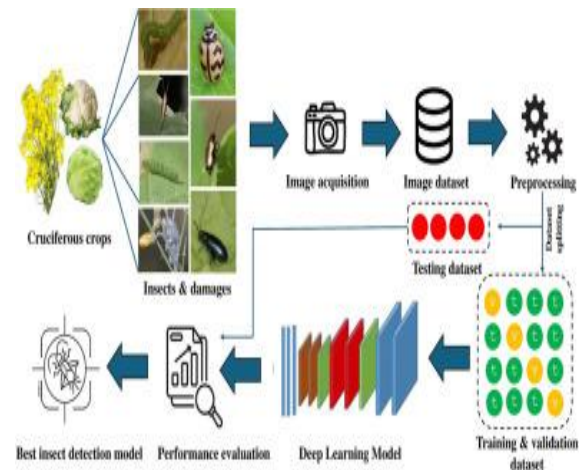 Cruciferous crops
Insects & damages
Image acquisition
Image dataset
Preprocessing
Dataset
splitting
Testing dataset
Training & validation
dataset
Deep Learning Model
Performance evaluation
Best insect detection model